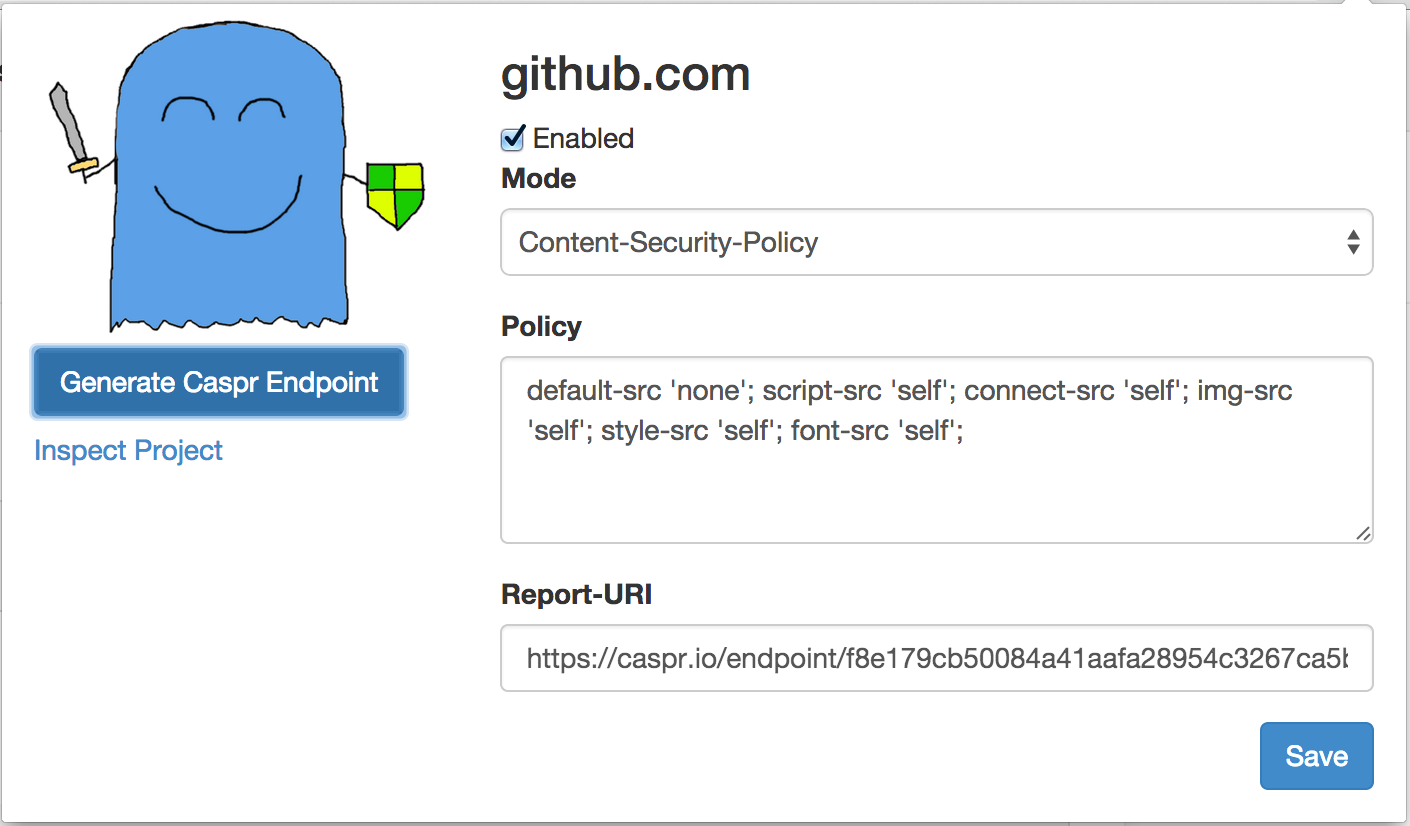 github.com
Enabled
Mode
Content-Security-Policy
Policy
default-src 'none'; script-src 'self'; connect-src 'self'; img-src
'self'; style-src 'self'; font-src 'self';
Report-URI
https://caspr.io/endpoint/f8e179cb50084a41aafa28954c3267ca5b
Save
Generate Caspr Endpoint
Inspect Project